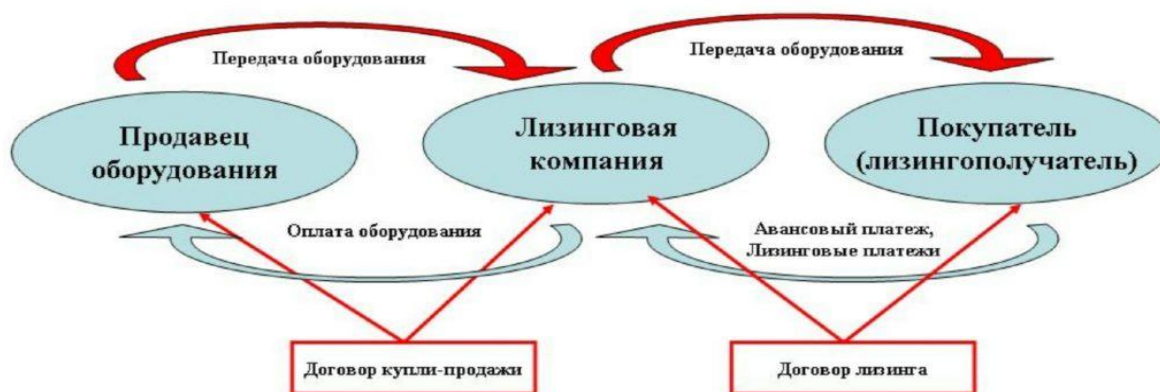 Передача оборудования
Передача оборудования
Продавец
оборудования
Лизинговая
компания
Покупатель
(лизингополучатель)
Оплата оборудования
Авансовый платеж,
Лизинговые платежи
Договор купли-продажи
Договор лизинга